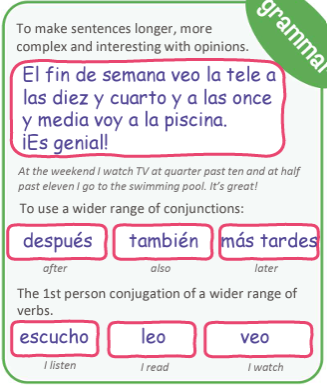 grammar
To make sentences longer, more
complex and interesting with opinions.
El fin de semana veo la tele a
las diez y cuarto y a las once
y media voy a la piscina.
¡Es genial!
At the weekend I watch TV at quarter past ten and at half
past eleven I go to the swimming pool. It's great!
To use a wider range of conjunctions:
después también más tardes
after also later
The 1st person conjugation of a wider range of
verbs.
escucho leo veo
I listen I read I watch